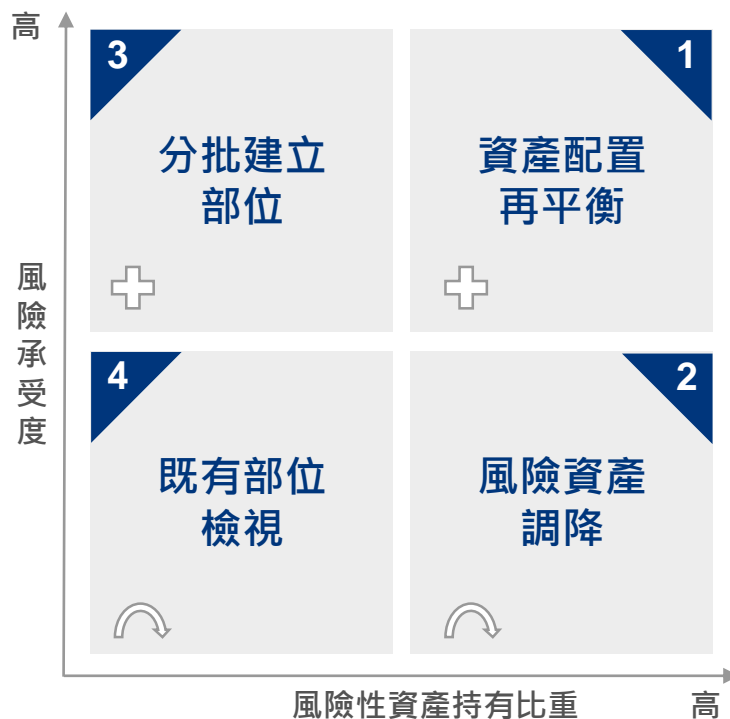 高
3
分批建立
部位
1
資產配置
再平衡
風險承受度
4
既有部位
檢視
2
風險資產
調降
風險性資產持有比重
高